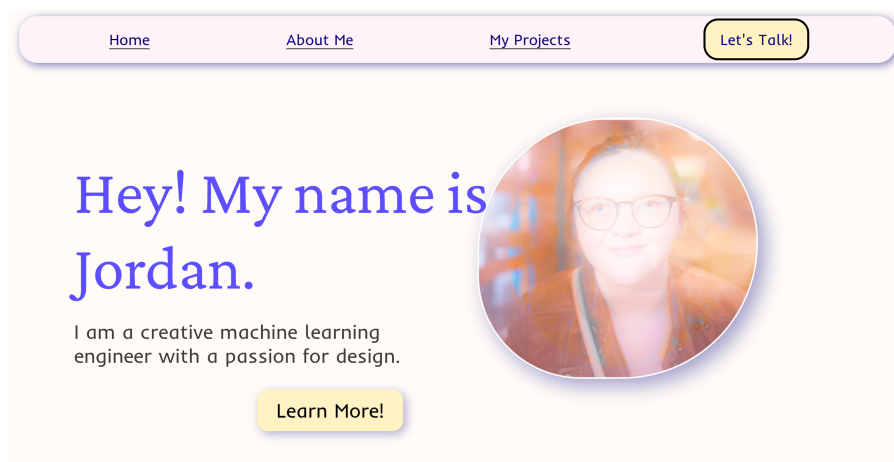 Home About Me My Projects Let's Talk!
Hey! My name is
Jordan.
I am a creative machine learning
engineer with a passion for design.
Learn More!